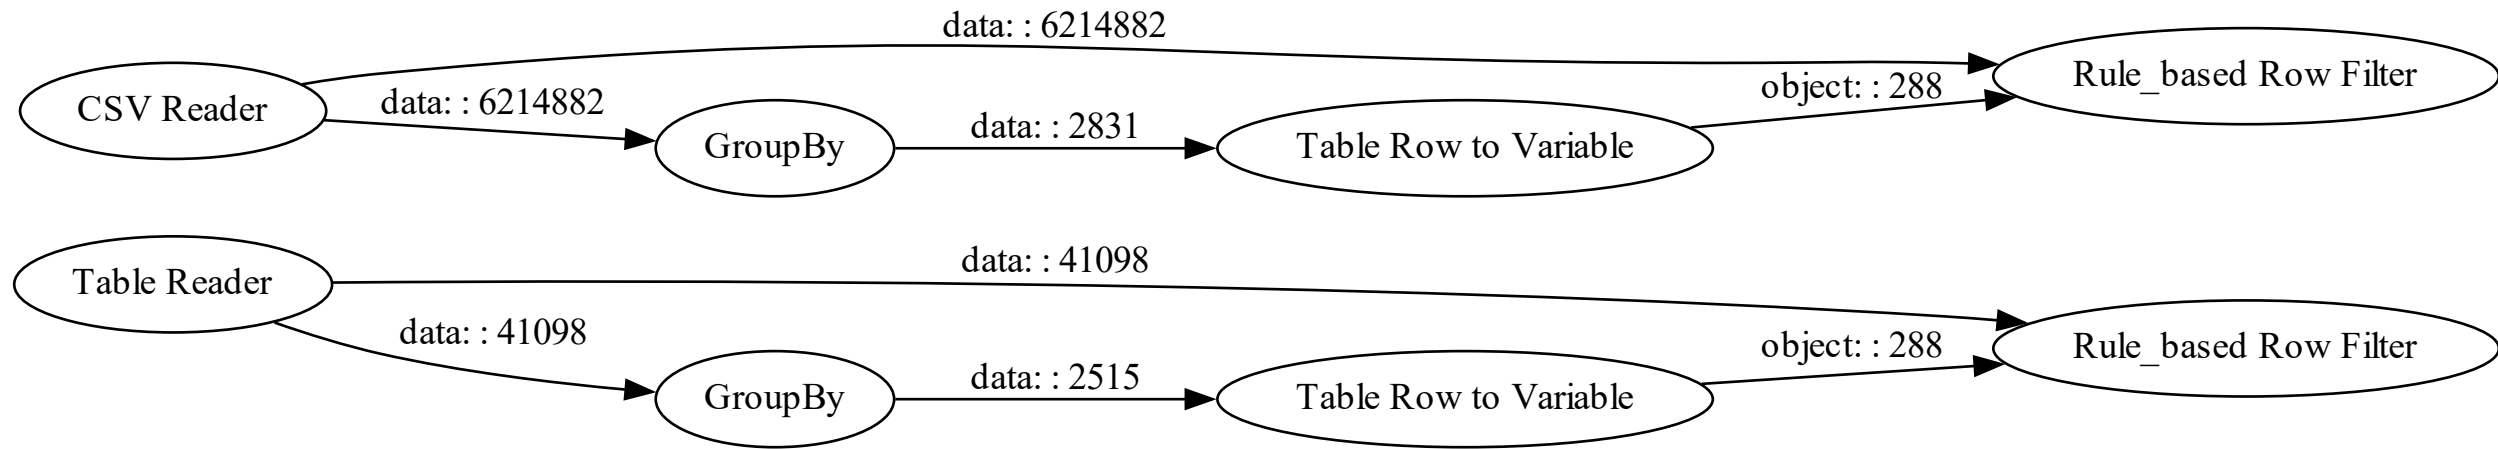 data: : 6214882
CSV Reader
data: : 6214882
GroupBy
data: : 2831
Table Row to Variable
object: : 288
Rule_based Row Filter
data: : 41098
Table Reader
data: : 41098
GroupBy
data: : 2515
Table Row to Variable
object: : 288
Rule_based Row Filter